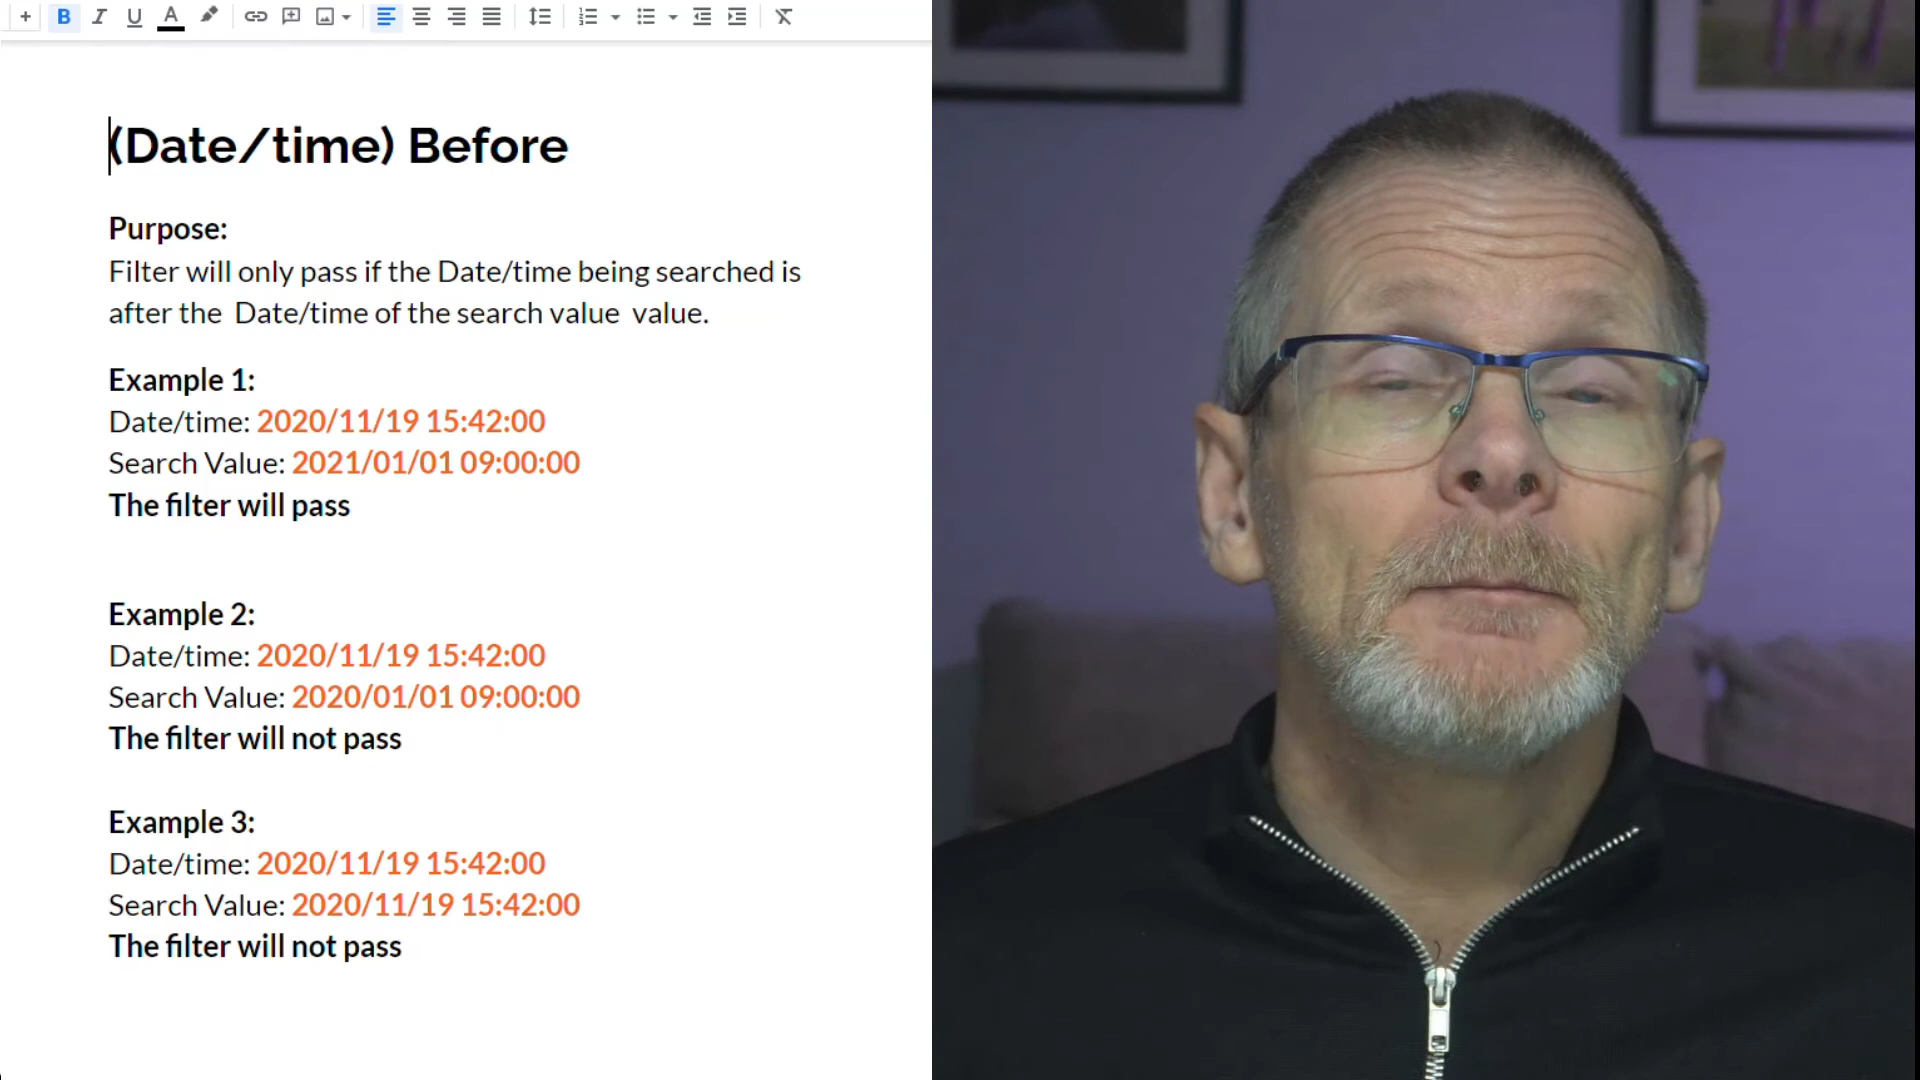 (Date/time) Before
Purpose:
Filter will only pass if the Date/time being searched is
after the Date/time of the search value value.
Example 1:
Date/time: 2020/11/19 15:42:00
Search Value: 2021/01/01 09:00:00
The filter will pass
Example 2:
Date/time: 2020/11/19 15:42:00
Search Value: 2020/01/01 09:00:00
The filter will not pass
Example 3:
Date/time: 2020/11/19 15:42:00
Search Value: 2020/11/19 15:42:00
The filter will not pass